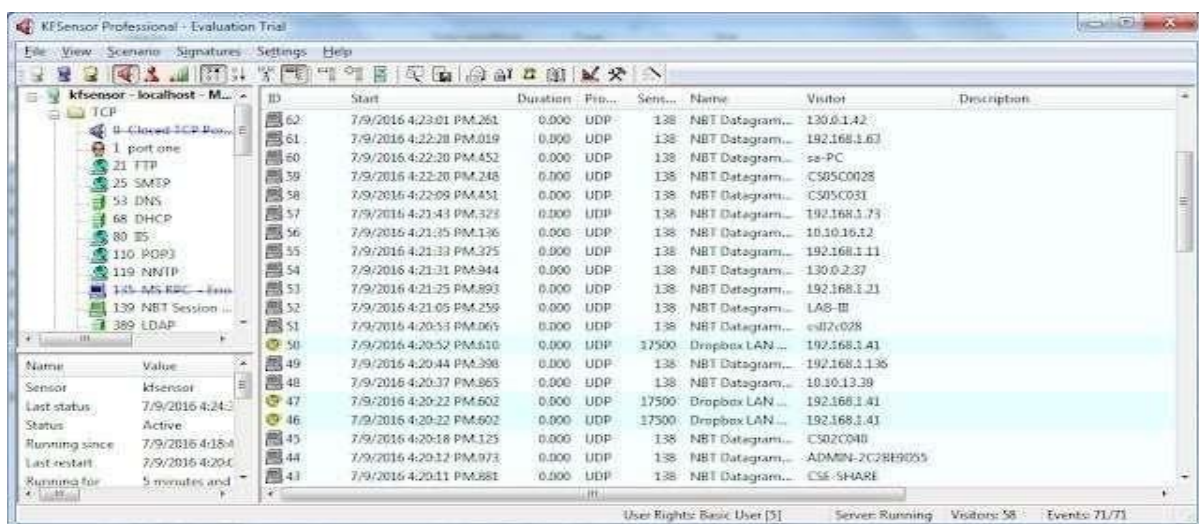 KFSensor Professional - Evaluation Trial
File View Scenario Signatures Settings Help
kfsensor - localhost - M...
TCP
0 Closed TCP Por...
1 port one
21 FTP
25 SMTP
53 DNS
68 DHCP
80 IIS
110 POP3
119 NNTP
135 MS RPC - Erro
139 NBT Session ...
389 LDAP
Name Value
Sensor kfsensor
Last status 7/9/2016 4:24:
Status Active
Running since 7/9/2016 4:18:4
Last restart 7/9/2016 4:20:
Running for 5 minutes and
ID Start Duration Pro... Sens... Name Visitor Description
62 7/9/2016 4:23:01 PM.261 0.000 UDP 138 NBT Datagram... 130.0.1.42
61 7/9/2016 4:22:28 PM.019 0.000 UDP 138 NBT Datagram... 192.168.1.63
60 7/9/2016 4:22:20 PM.452 0.000 UDP 138 NBT Datagram... sa-PC
59 7/9/2016 4:22:20 PM.248 0.000 UDP 138 NBT Datagram... CS05C0028
58 7/9/2016 4:22:09 PM.451 0.000 UDP 138 NBT Datagram... CS05C031
57 7/9/2016 4:21:43 PM.323 0.000 UDP 138 NBT Datagram... 192.168.1.73
56 7/9/2016 4:21:35 PM.136 0.000 UDP 138 NBT Datagram... 10.10.16.12
55 7/9/2016 4:21:33 PM.325 0.000 UDP 138 NBT Datagram... 192.168.1.11
54 7/9/2016 4:21:31 PM.944 0.000 UDP 138 NBT Datagram... 130.0.2.37
53 7/9/2016 4:21:25 PM.893 0.000 UDP 138 NBT Datagram... 192.168.1.21
52 7/9/2016 4:21:05 PM.259 0.000 UDP 138 NBT Datagram... LAB-III
51 7/9/2016 4:20:53 PM.065 0.000 UDP 138 NBT Datagram... cs02c028
50 7/9/2016 4:20:52 PM.610 0.000 UDP 17500 Dropbox LAN ... 192.168.1.41
49 7/9/2016 4:20:44 PM.398 0.000 UDP 138 NBT Datagram... 192.168.1.136
48 7/9/2016 4:20:37 PM.865 0.000 UDP 138 NBT Datagram... 10.10.13.39
47 7/9/2016 4:20:22 PM.602 0.000 UDP 17500 Dropbox LAN ... 192.168.1.41
46 7/9/2016 4:20:22 PM.602 0.000 UDP 17500 Dropbox LAN ... 192.168.1.41
45 7/9/2016 4:20:18 PM.125 0.000 UDP 138 NBT Datagram... CS02C040
44 7/9/2016 4:20:12 PM.973 0.000 UDP 138 NBT Datagram... ADMIN-2C2BE9055
43 7/9/2016 4:20:11 PM.881 0.000 UDP 138 NBT Datagram... CSE-SHARE
User Rights: Basic User [5] Server: Running Visitors: 58 Events: 71/71